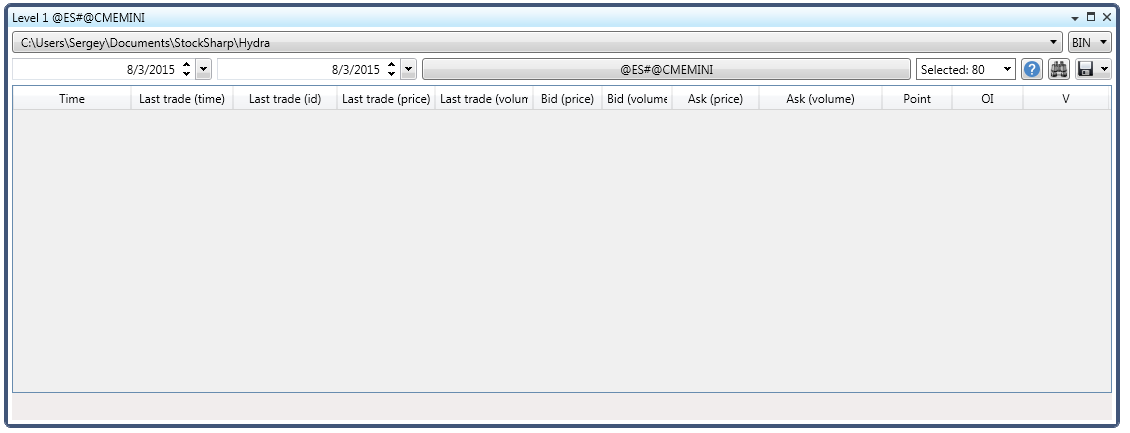 Level 1 @ES#@CMEMINI
C:\Users\Sergey\Documents\StockSharp\Hydra BIN
8/3/2015 8/3/2015 @ES#@CMEMINI Selected: 80 ?
Time Last trade (time) Last trade (id) Last trade (price) Last trade (volun Bid (price) Bid (volume Ask (price) Ask (volume) Point OI V